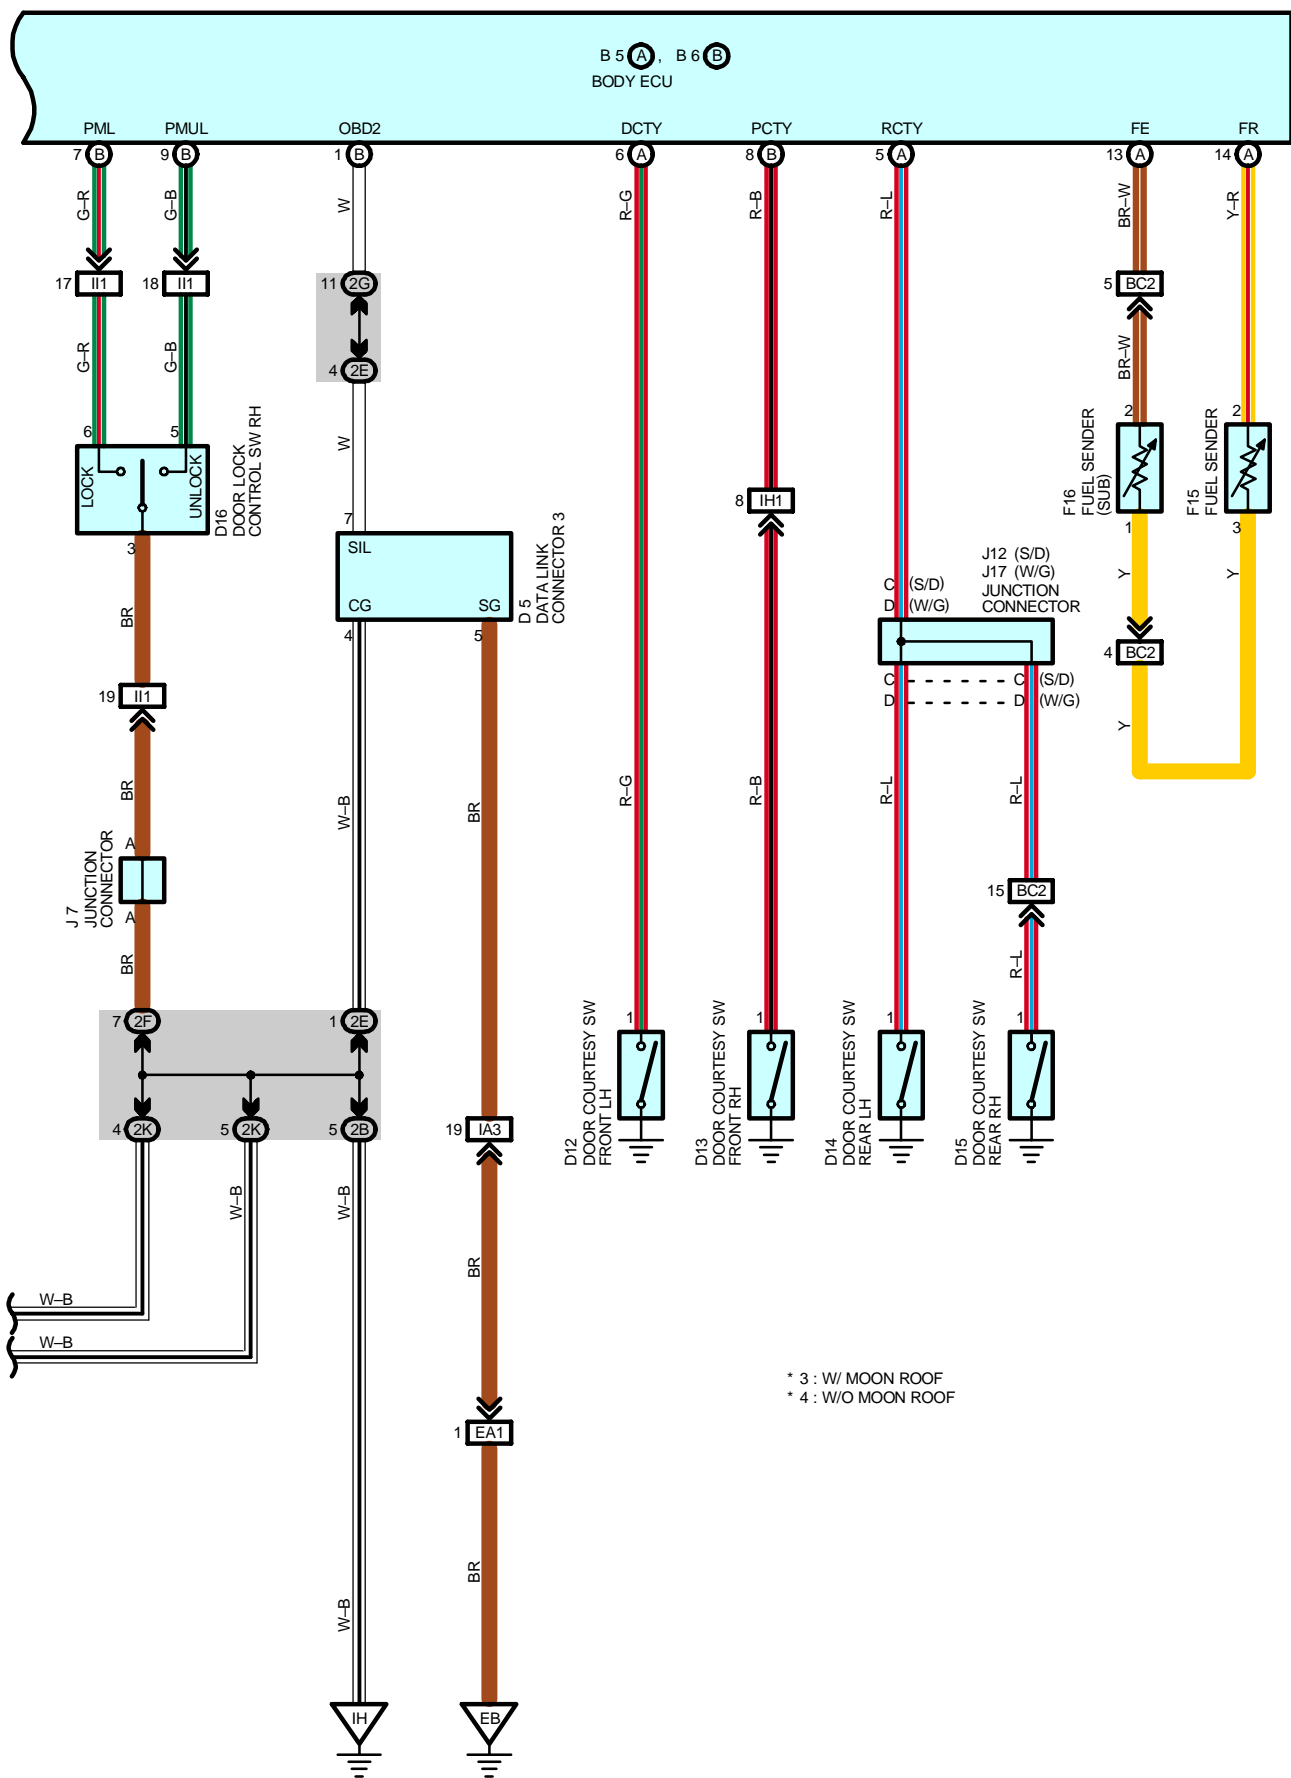 B 5 A , B 6 B
BODY ECU
PML PMUL OBD2 DCTY PCTY RCTY FE FR
7 B 9 B 1 B 6 A 8 B 5 A 13 A 14 A
G–R G–B W R–G R–B R–L BR–W Y–R
17 II1 18 II1 11 2G 5 BC2
G–R G–B 4 2E BR–W
6 5 W 2 2
LOCK UNLOCK
D16
DOOR LOCK
CONTROL SW RH
F16
FUEL SENDER
(SUB)
F15
FUEL SENDER
8 IH1
3 7 1 3
SIL
CG SG
D 5
DATA LINK
CONNECTOR 3
4 5
J12 (S/D)
J17 (W/G)
JUNCTION
CONNECTOR
C (S/D)
D (W/G)
Y Y
BR
4 BC2
C C (S/D)
D D (W/G)
19 II1
Y
BR W–B BR R–G R–B R–L R–L
A
J 7
JUNCTION
CONNECTOR
A
15 BC2
BR R–L
7 2F 1 2E
1 1 1 1
4 2K 5 2K 5 2B 19 IA3
D12
DOOR COURTESY SW
FRONT LH
D13
DOOR COURTESY SW
FRONT RH
D14
DOOR COURTESY SW
REAR LH
D15
DOOR COURTESY SW
REAR RH
W–B W–B
BR
W–B
W–B
* 3 : W/ MOON ROOF
* 4 : W/O MOON ROOF
1 EA1
BR
W–B
IH EB